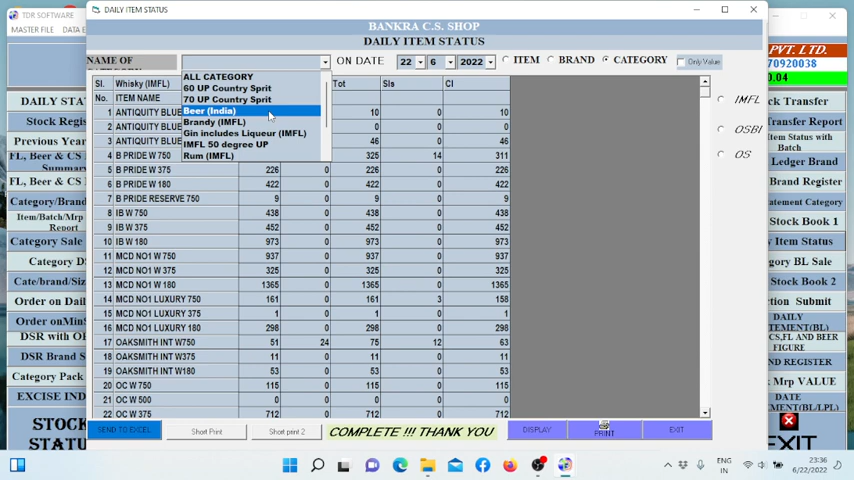 TDR SOFTWARE
DAILY ITEM STATUS
MASTER FILE DATA E
BANKRA C.S. SHOP
DAILY ITEM STATUS
PVT. LTD.
70920038
0.04
NAME OF
ON DATE 22 6 2022 ITEM BRAND CATEGORY Only Value
ALL CATEGORY
60 UP Country Sprit
70 UP Country Sprit
Beer (India)
Brandy (IMFL)
Gin includes Liqueur (IMFL)
IMFL 50 degree UP
Rum (IMFL)
Sl. Whisky (IMFL) Tot Sls Cl
No. ITEM NAME
1 ANTIQUITY BLUE 10 0 10
2 ANTIQUITY BLUE 0 0 0
3 ANTIQUITY BLUE 46 0 46
4 B PRIDE W 750 325 14 311
5 B PRIDE W 375 226 0 226 0 226
6 B PRIDE W 180 422 0 422 0 422
7 B PRIDE RESERVE 750 9 0 9 0 9
8 IB W 750 438 0 438 0 438
9 IB W 375 452 0 452 0 452
10 IB W 180 973 0 973 0 973
11 MCD NO1 W 750 937 0 937 0 937
12 MCD NO1 W 375 325 0 325 0 325
13 MCD NO1 W 180 1365 0 1365 0 1365
14 MCD NO1 LUXURY 750 161 0 161 3 158
15 MCD NO1 LUXURY 375 1 0 1 0 1
16 MCD NO1 LUXURY 180 298 0 298 0 298
17 OAKSMITH INT W750 51 24 75 12 63
18 OAKSMITH INT W375 11 0 11 0 11
19 OAKSMITH INT W180 53 0 53 0 53
20 OC W 750 115 0 115 0 115
22 OC W 375 712 0 712 0 712
IMFL
OSBI
OS
SEND TO EXCEL
Short Print
Short print 2
COMPLETE !!! THANK YOU
DISPLAY
PRINT
EXIT
DAILY STA
Stock Regis
Previous Year
FL, Beer & CS
Summary
FL, Beer & CS
Category/Brand
Item/Batch/Mrp
Report
Category Sale
Category DS
Cate/brand/siz
Order on Dail
Order onMinS
DSR with OP
DSR Brand S
Category Pack
EXCISE IND
STOCK
STATUS
ck Transfer
Item Status with
Batch
Ledger Brand
Brand Register
atement Category
Stock Book 1
y Item Status
gory BL Sale
Stock Book 2
ction Submit
DAILY
TEMENT(BL)
CS,FL AND BEER
FIGURE
ND REGISTER
k Mrp VALUE
DATE
TEMENT(BL/LPL)
EXIT
ENG
IN
23:36
6/22/2022